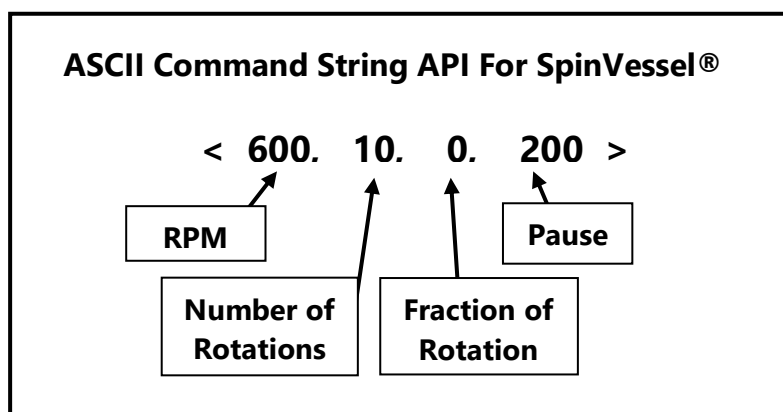 ASCII Command String API For SpinVessel®
< 600, 10, 0, 200 >
RPM
Pause
Number of
Rotations
Fraction of
Rotation